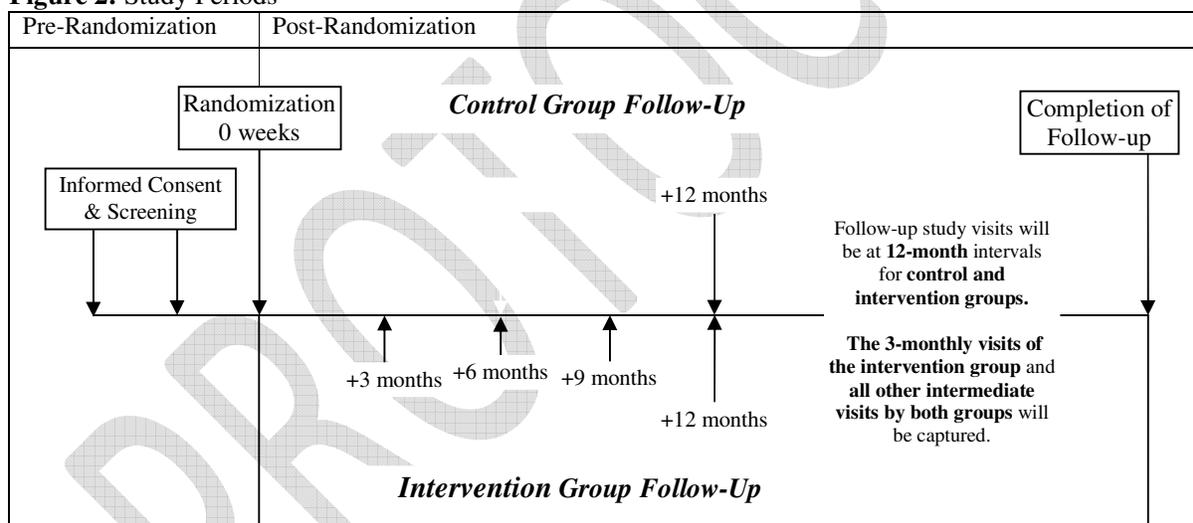 Figure 2: Study Periods
Pre-Randomization
Post-Randomization
Randomization
0 weeks
Control Group Follow-Up
Completion of
Follow-up
Informed Consent
& Screening
+12 months
Follow-up study visits will
be at 12-month intervals
for control and
intervention groups.
The 3-monthly visits of
the intervention group and
all other intermediate
visits by both groups will
be captured.
+3 months
+6 months
+9 months
+12 months
Intervention Group Follow-Up